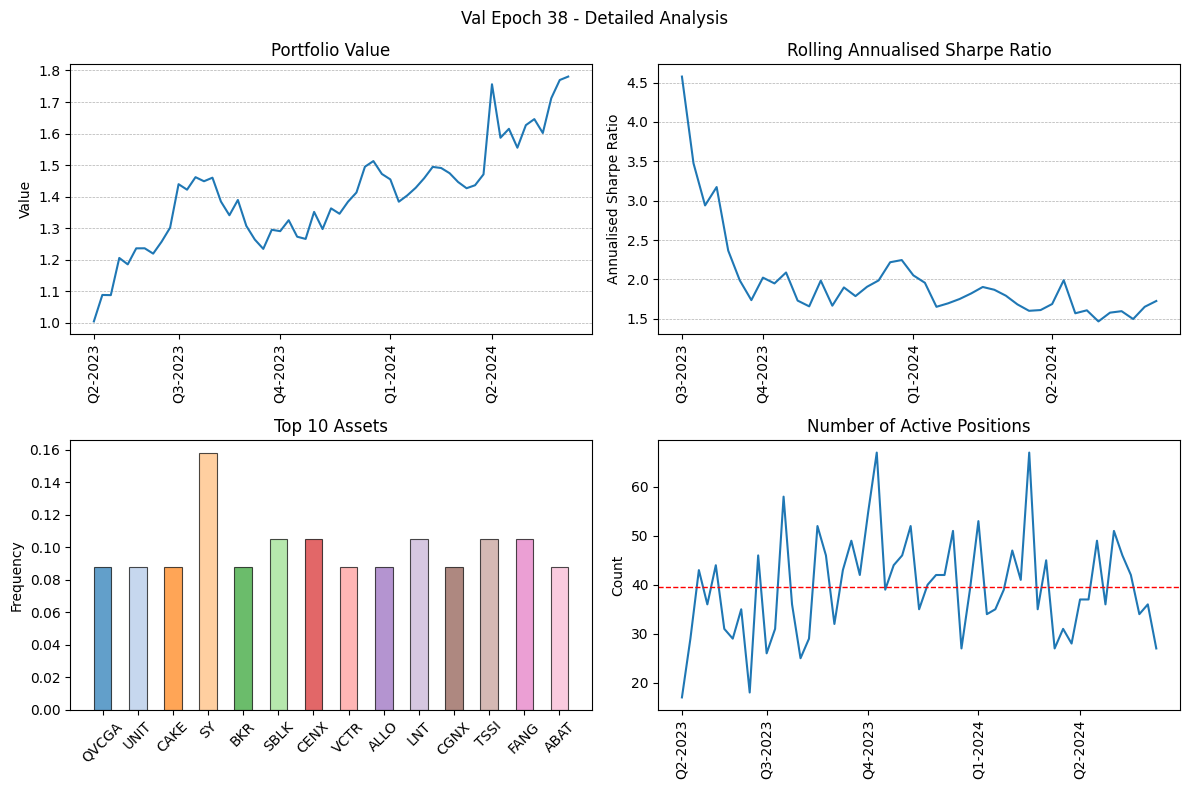 Val Epoch 38 - Detailed Analysis
Portfolio Value
Value
1.8
1.7
1.6
1.5
1.4
1.3
1.2
1.1
1.0
Q2-2023
Q3-2023
Q4-2023
Q1-2024
Q2-2024
Rolling Annualised Sharpe Ratio
Annualised Sharpe Ratio
4.5
4.0
3.5
3.0
2.5
2.0
1.5
Q3-2023
Q4-2023
Q1-2024
Q2-2024
Top 10 Assets
Frequency
0.16
0.14
0.12
0.10
0.08
0.06
0.04
0.02
0.00
QVCGA
UNIT
CAKE
SY
BKR
SBLK
CENX
VCTR
ALLO
LNT
CGNX
TSSI
FANG
ABAT
Number of Active Positions
Count
60
50
40
30
20
Q2-2023
Q3-2023
Q4-2023
Q1-2024
Q2-2024